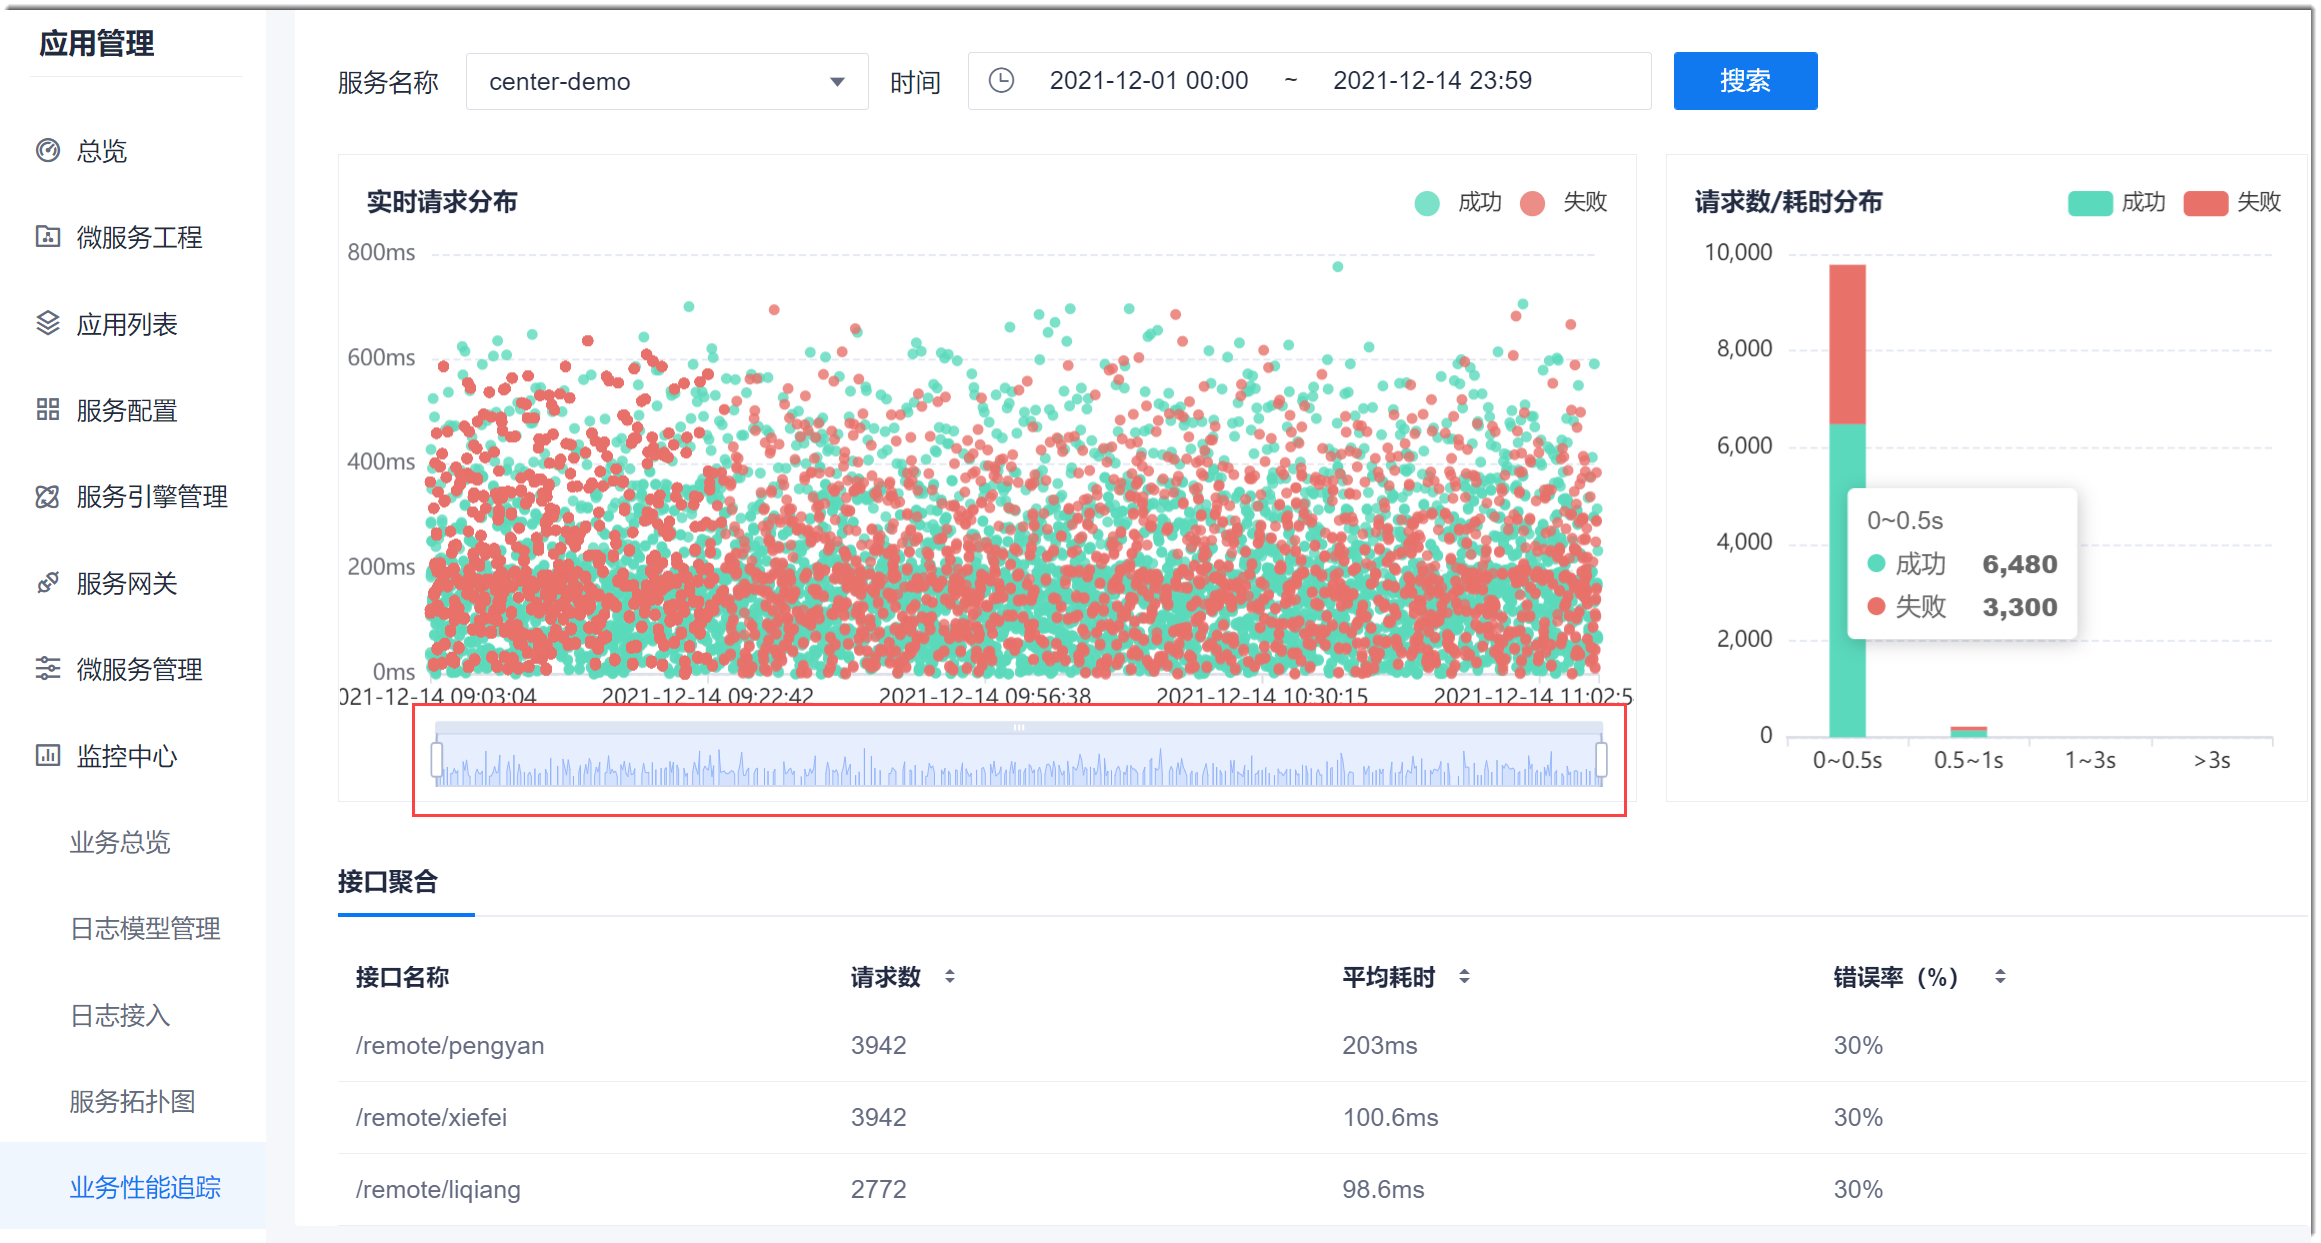 应用管理
总览
微服务工程
应用列表
服务配置
服务引擎管理
服务网关
微服务管理
监控中心
业务总览
日志模型管理
日志接入
服务拓扑图
业务性能追踪
服务名称 center-demo 时间 2021-12-01 00:00 ~ 2021-12-14 23:59 搜索
实时请求分布 成功 失败
800ms
600ms
400ms
200ms
0ms
021-12-14 09:03:04 2021-12-14 09:22:42 2021-12-14 09:56:38 2021-12-14 10:30:15 2021-12-14 11:02:5
请求数/耗时分布 成功 失败
10,000
8,000
6,000
4,000
2,000
0
0~0.5s
成功 6,480
失败 3,300
0~0.5s 0.5~1s 1~3s >3s
接口聚合
接口名称 请求数 平均耗时 错误率（%）
/remote/pengyan 3942 203ms 30%
/remote/xiefei 3942 100.6ms 30%
/remote/liqiang 2772 98.6ms 30%